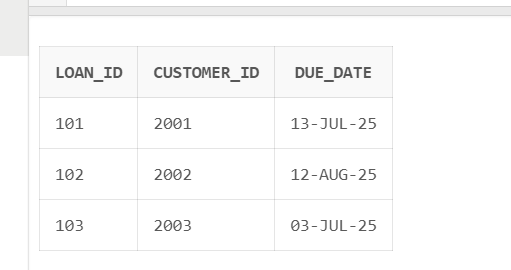 LOAN_ID CUSTOMER_ID DUE_DATE
101 2001 13-JUL-25
102 2002 12-AUG-25
103 2003 03-JUL-25